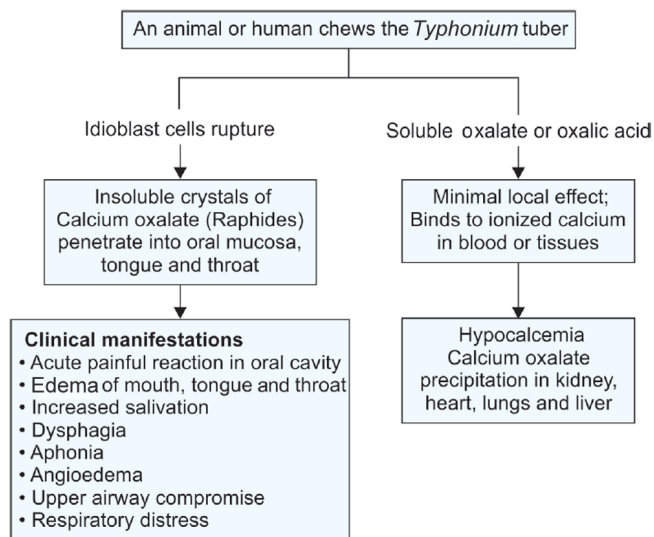 An animal or human chews the Typhonium tuber
Idioblast cells rupture
Soluble oxalate or oxalic acid
Insoluble crystals of
Calcium oxalate (Raphides)
penetrate into oral mucosa,
tongue and throat
Minimal local effect;
Binds to ionized calcium
in blood or tissues
Clinical manifestations
• Acute painful reaction in oral cavity
• Edema of mouth, tongue and throat
• Increased salivation
• Dysphagia
• Aphonia
• Angioedema
• Upper airway compromise
• Respiratory distress
Hypocalcemia
Calcium oxalate
precipitation in kidney,
heart, lungs and liver